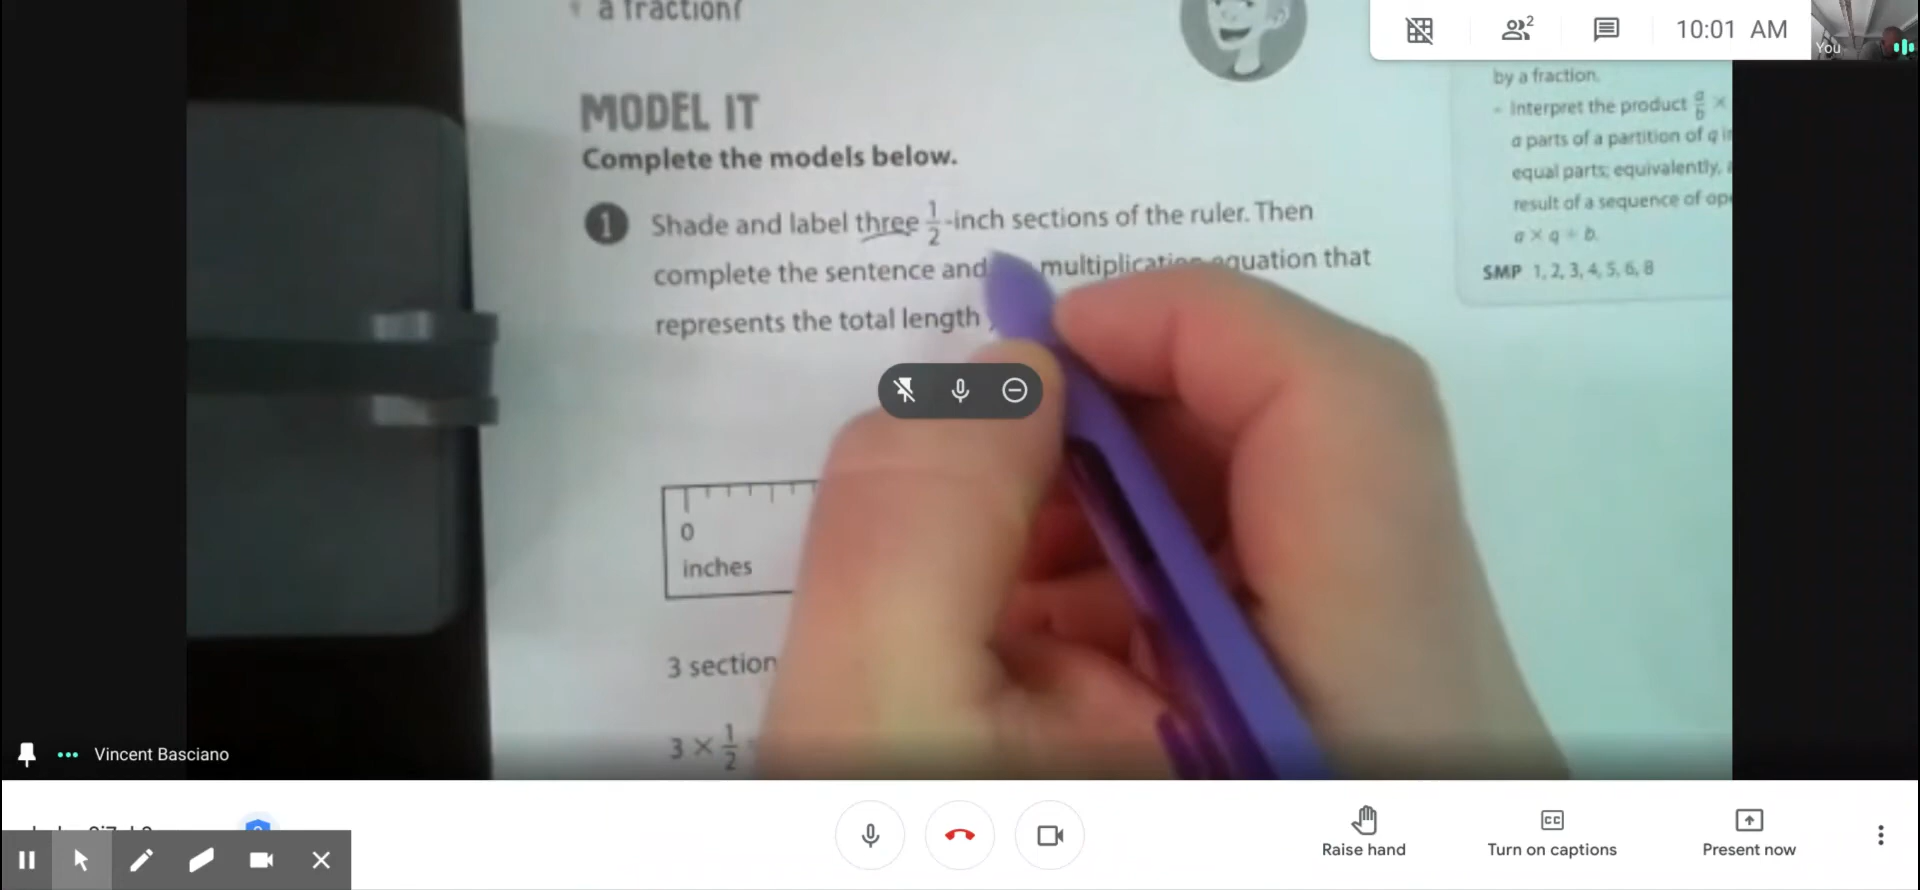 a fraction?
MODEL IT
Complete the models below.
1 Shade and label three 1/2-inch sections of the ruler. Then
complete the sentence and multiplication equation that
represents the total length
0
inches
3 section
3 × 1/2
by a fraction.
- Interpret the product a/b ×
a parts of a partition of q
equal parts; equivalently,
result of a sequence of
a × q ÷ b.
SMP 1, 2, 3, 4, 5, 6, 8
2
10:01 AM
You
Vincent Basciano
Raise hand
CC
Turn on captions
Present now